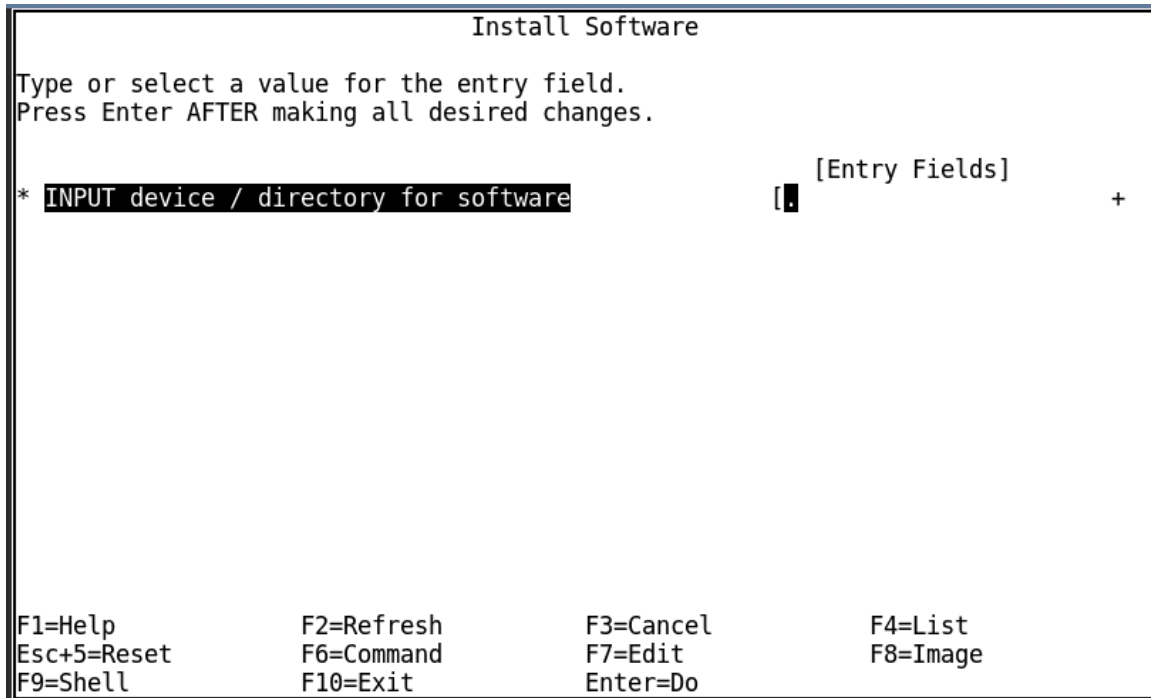 Install Software
Type or select a value for the entry field.
Press Enter AFTER making all desired changes.
[Entry Fields]
* INPUT device / directory for software [. +
F1=Help F2=Refresh F3=Cancel F4=List
Esc+5=Reset F6=Command F7=Edit F8=Image
F9=Shell F10=Exit Enter=Do